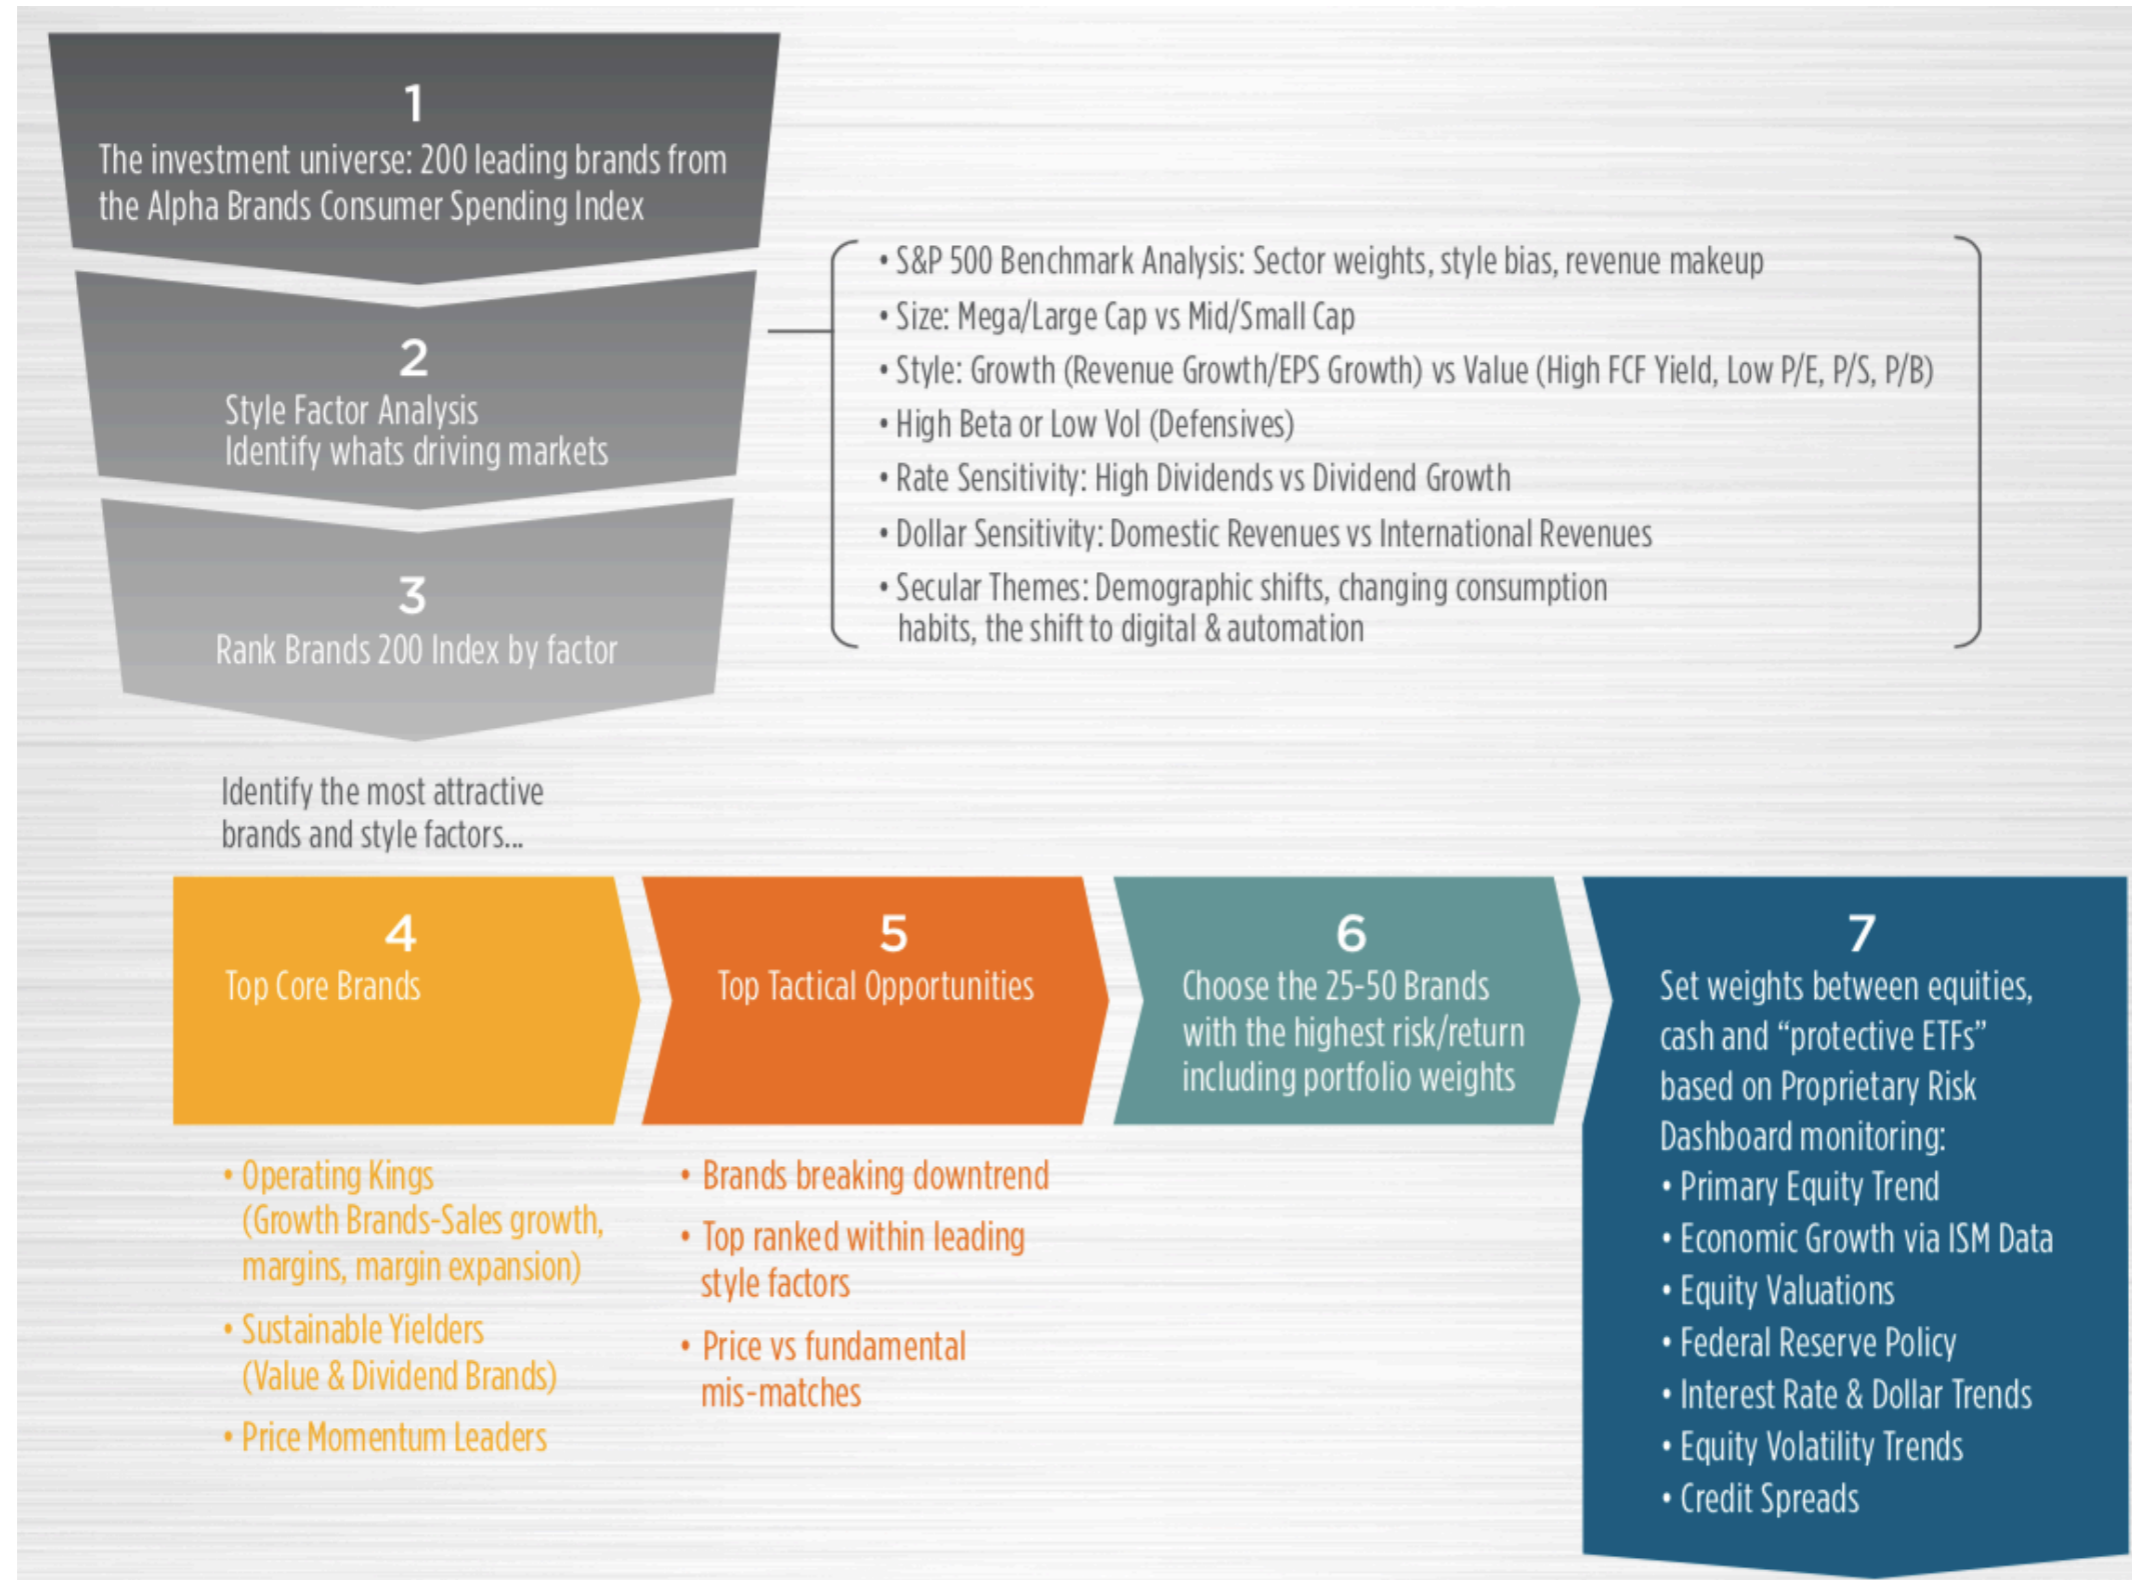 1
The investment universe: 200 leading brands from
the Alpha Brands Consumer Spending Index
2
Style Factor Analysis
Identify whats driving markets
• S&P 500 Benchmark Analysis: Sector weights, style bias, revenue makeup
• Size: Mega/Large Cap vs Mid/Small Cap
• Style: Growth (Revenue Growth/EPS Growth) vs Value (High FCF Yield, Low P/E, P/S, P/B)
• High Beta or Low Vol (Defensives)
• Rate Sensitivity: High Dividends vs Dividend Growth
• Dollar Sensitivity: Domestic Revenues vs International Revenues
• Secular Themes: Demographic shifts, changing consumption
habits, the shift to digital & automation
3
Rank Brands 200 Index by factor
Identify the most attractive
brands and style factors...
4
Top Core Brands
• Operating Kings
(Growth Brands-Sales growth,
margins, margin expansion)
• Sustainable Yielders
(Value & Dividend Brands)
• Price Momentum Leaders
5
Top Tactical Opportunities
• Brands breaking downtrend
• Top ranked within leading
style factors
• Price vs fundamental
mis-matches
6
Choose the 25-50 Brands
with the highest risk/return
including portfolio weights
7
Set weights between equities,
cash and “protective ETFs”
based on Proprietary Risk
Dashboard monitoring:
• Primary Equity Trend
• Economic Growth via ISM Data
• Equity Valuations
• Federal Reserve Policy
• Interest Rate & Dollar Trends
• Equity Volatility Trends
• Credit Spreads